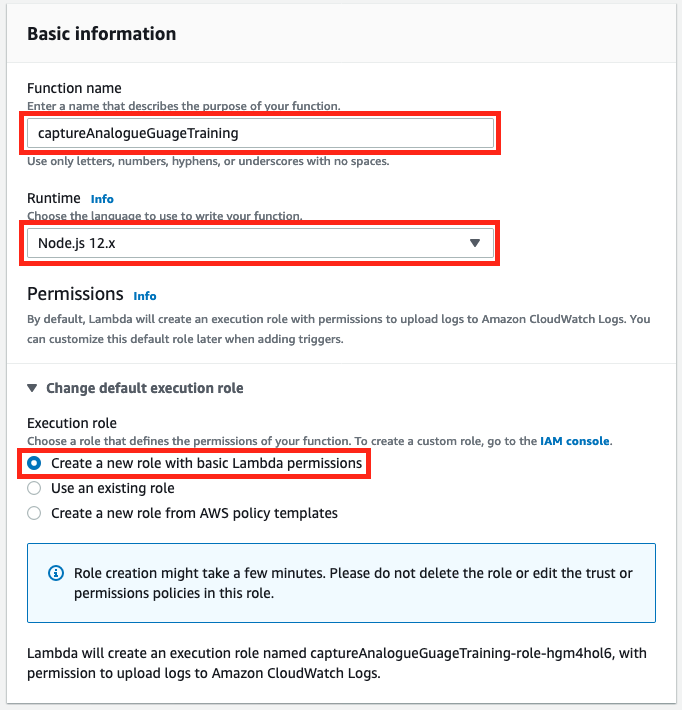 Basic information
Function name
Enter a name that describes the purpose of your function.
captureAnalogueGuageTraining
Use only letters, numbers, hyphens, or underscores with no spaces.
Runtime Info
Choose the language to use to write your function.
Node.js 12.x
Permissions Info
By default, Lambda will create an execution role with permissions to upload logs to Amazon CloudWatch Logs. You
can customize this default role later when adding triggers.
Change default execution role
Execution role
Choose a role that defines the permissions of your function. To create a custom role, go to the IAM console.
Create a new role with basic Lambda permissions
Use an existing role
Create a new role from AWS policy templates
Role creation might take a few minutes. Please do not delete the role or edit the trust or
permissions policies in this role.
Lambda will create an execution role named captureAnalogueGuageTraining-role-hgm4hol6, with
permission to upload logs to Amazon CloudWatch Logs.